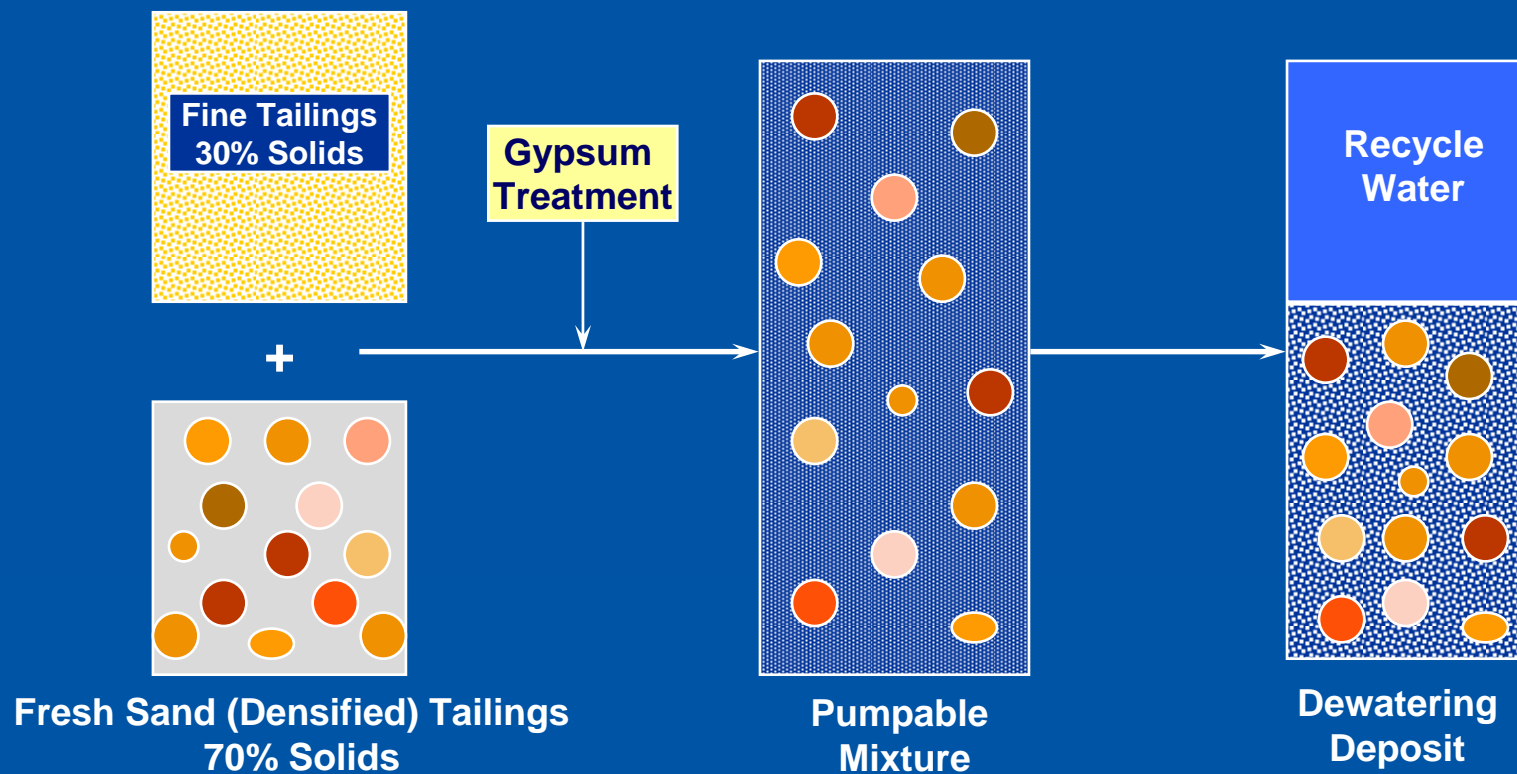 Fine Tailings
30% Solids
Gypsum
Treatment
+
Fresh Sand (Densified) Tailings
70% Solids
Pumpable
Mixture
Recycle
Water
Dewatering
Deposit